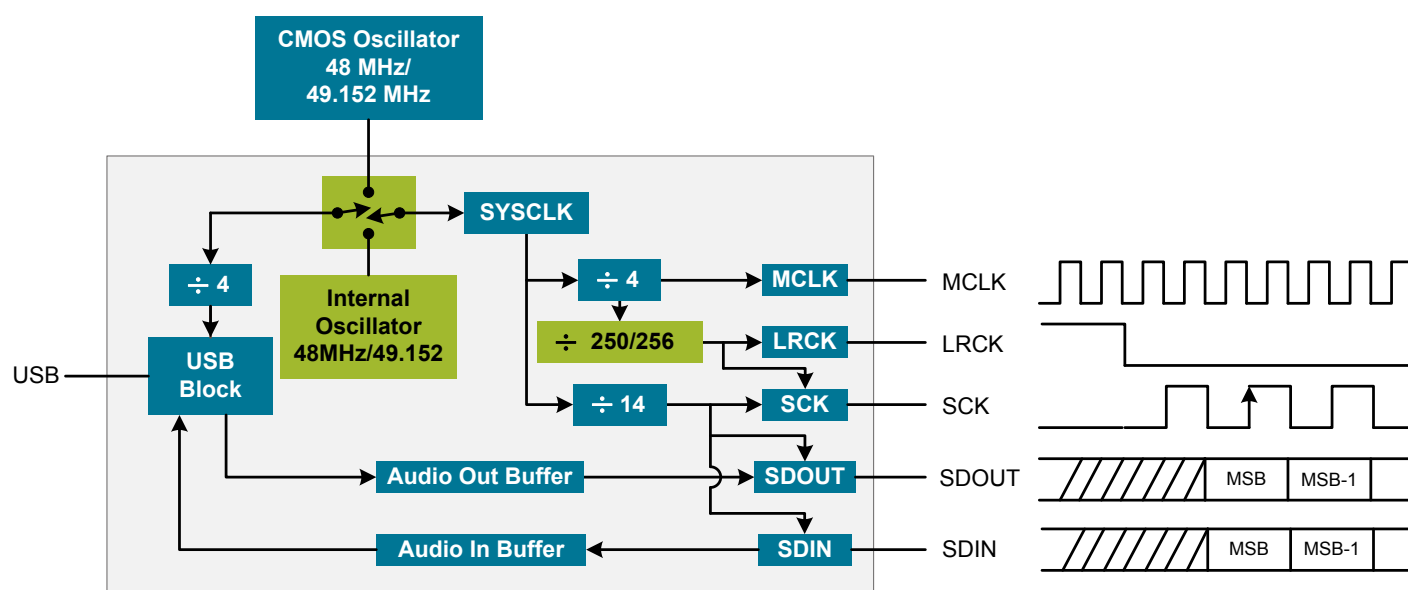 CMOS Oscillator
48 MHz/
49.152 MHz
SYSCLK
÷ 4
Internal
Oscillator
48MHz/49.152
÷ 4
MCLK
MCLK
÷ 250/256
LRCK
LRCK
USB
USB
Block
÷ 14
SCK
SCK
Audio Out Buffer
SDOUT
SDOUT
MSB
MSB-1
Audio In Buffer
SDIN
SDIN
MSB
MSB-1